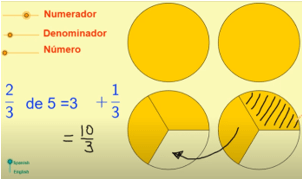 Numerador
Denominador
Número
2/3 de 5 = 3 + 1/3
= 10/3
Spanish
English